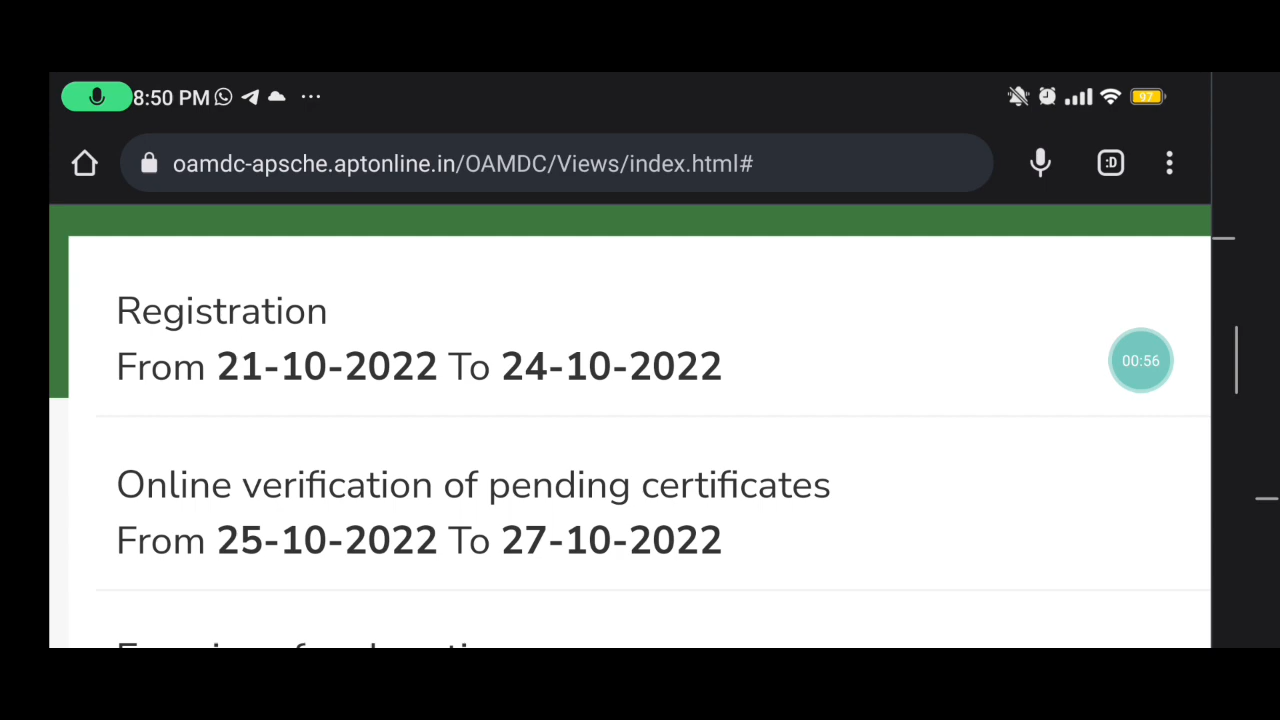 8:50 PM
97
oamdc-apsche.aptonline.in/OAMDC/Views/index.html#
:D
Registration
From 21-10-2022 To 24-10-2022
00:56
Online verification of pending certificates
From 25-10-2022 To 27-10-2022